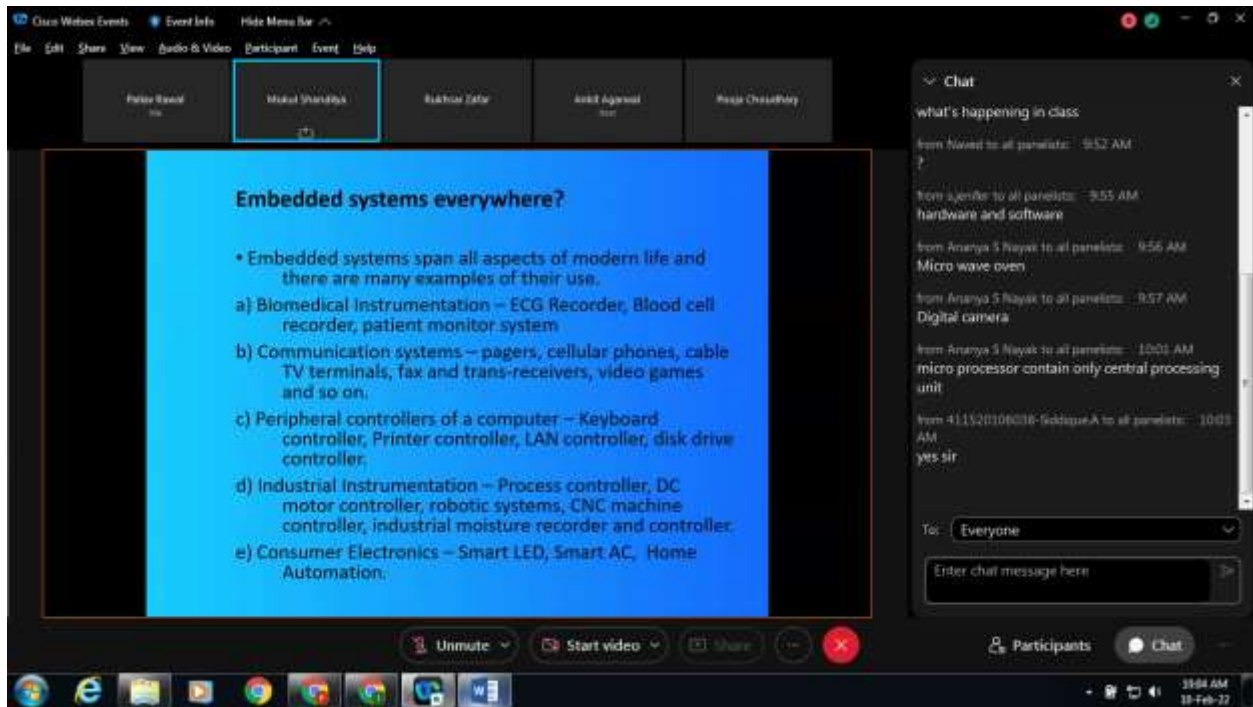 Cisco Webex Events Event Info Hide Menu Bar
File Edit Share View Audio & Video Participant Event Help
Pallav Rawal
Mukul Shandilya
Rukhsar Zafar
Ankit Agarwal
Pooja Choudhary
Embedded systems everywhere?
• Embedded systems span all aspects of modern life and
there are many examples of their use.
a) Biomedical Instrumentation – ECG Recorder, Blood cell
recorder, patient monitor system
b) Communication systems – pagers, cellular phones, cable
TV terminals, fax and trans-receivers, video games
and so on.
c) Peripheral controllers of a computer – Keyboard
controller, Printer controller, LAN controller, disk drive
controller.
d) Industrial Instrumentation – Process controller, DC
motor controller, robotic systems, CNC machine
controller, industrial moisture recorder and controller.
e) Consumer Electronics – Smart LED, Smart AC, Home
Automation.
Chat
what's happening in class
from Naved to all panelists: 9:52 AM
?
from s.jenifer to all panelists: 9:55 AM
hardware and software
from Ananya S Nayak to all panelists: 9:56 AM
Micro wave oven
from Ananya S Nayak to all panelists: 9:57 AM
Digital camera
from Ananya S Nayak to all panelists: 10:01 AM
micro processor contain only central processing
unit
from 411520106038-Siddique.A to all panelists: 10:03
AM
yes sir
To: Everyone
Enter chat message here
Unmute Start video Share
Participants Chat
10:04 AM
18-Feb-22